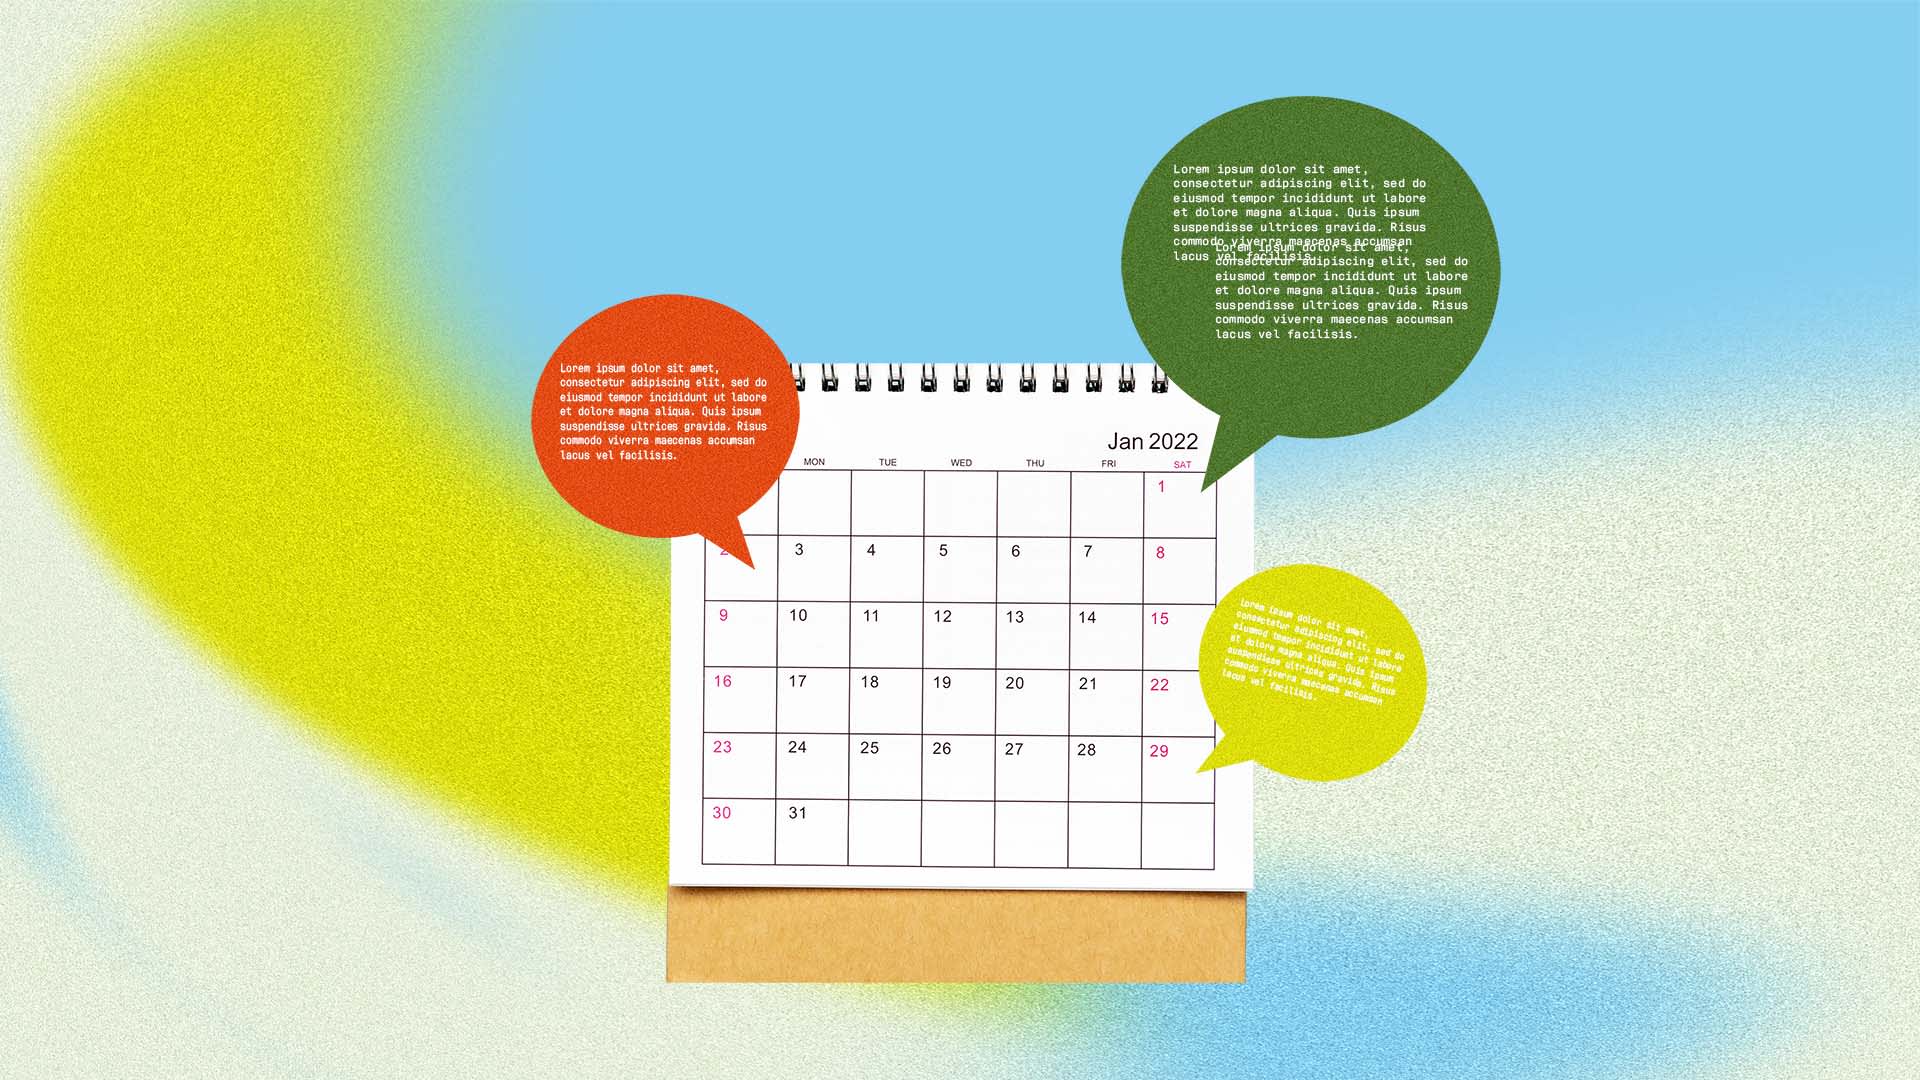 Lorem ipsum dolor sit amet,
consectetur adipiscing elit, sed do
eiusmod tempor incididunt ut labore
et dolore magna aliqua. Quis ipsum
suspendisse ultrices gravida. Risus
commodo viverra maecenas accumsan
lacus vel facilisis.
Lorem ipsum dolor sit amet,
consectetur adipiscing elit, sed do
eiusmod tempor incididunt ut labore
et dolore magna aliqua. Quis ipsum
suspendisse ultrices gravida. Risus
commodo viverra maecenas accumsan
lacus vel facilisis.
Lorem ipsum dolor sit amet,
consectetur adipiscing elit, sed do
eiusmod tempor incididunt ut labore
et dolore magna aliqua. Quis ipsum
suspendisse ultrices gravida. Risus
commodo viverra maecenas accumsan
lacus vel facilisis.
Jan 2022
MON TUE WED THU FRI SAT
1
2 3 4 5 6 7 8
9 10 11 12 13 14 15
16 17 18 19 20 21 22
23 24 25 26 27 28 29
30 31
Lorem ipsum dolor sit amet,
consectetur adipiscing elit, sed do
eiusmod tempor incididunt ut labore
et dolore magna aliqua. Quis ipsum
suspendisse ultrices gravida. Risus
commodo viverra maecenas accumsan
lacus vel facilisis.